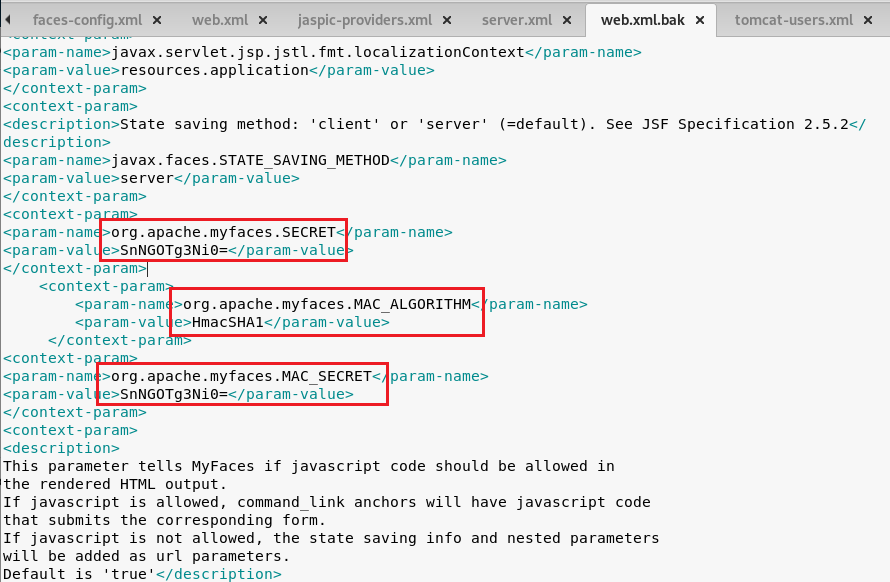 faces-config.xml × web.xml × jaspic-providers.xml × server.xml × web.xml.bak × tomcat-users.xml ×
<context-param>
<param-name>javax.servlet.jsp.jstl.fmt.localizationContext</param-name>
<param-value>resources.application</param-value>
</context-param>
<context-param>
<description>State saving method: 'client' or 'server' (=default). See JSF Specification 2.5.2</
description>
<param-name>javax.faces.STATE_SAVING_METHOD</param-name>
<param-value>server</param-value>
</context-param>
<context-param>
<param-name>org.apache.myfaces.SECRET</param-name>
<param-value>SnNGOTg3Ni0=</param-value>
</context-param>
<context-param>
<param-name>org.apache.myfaces.MAC_ALGORITHM</param-name>
<param-value>HmacSHA1</param-value>
</context-param>
<context-param>
<param-name>org.apache.myfaces.MAC_SECRET</param-name>
<param-value>SnNGOTg3Ni0=</param-value>
</context-param>
<context-param>
<description>
This parameter tells MyFaces if javascript code should be allowed in
the rendered HTML output.
If javascript is allowed, command_link anchors will have javascript code
that submits the corresponding form.
If javascript is not allowed, the state saving info and nested parameters
will be added as url parameters.
Default is 'true'</description>